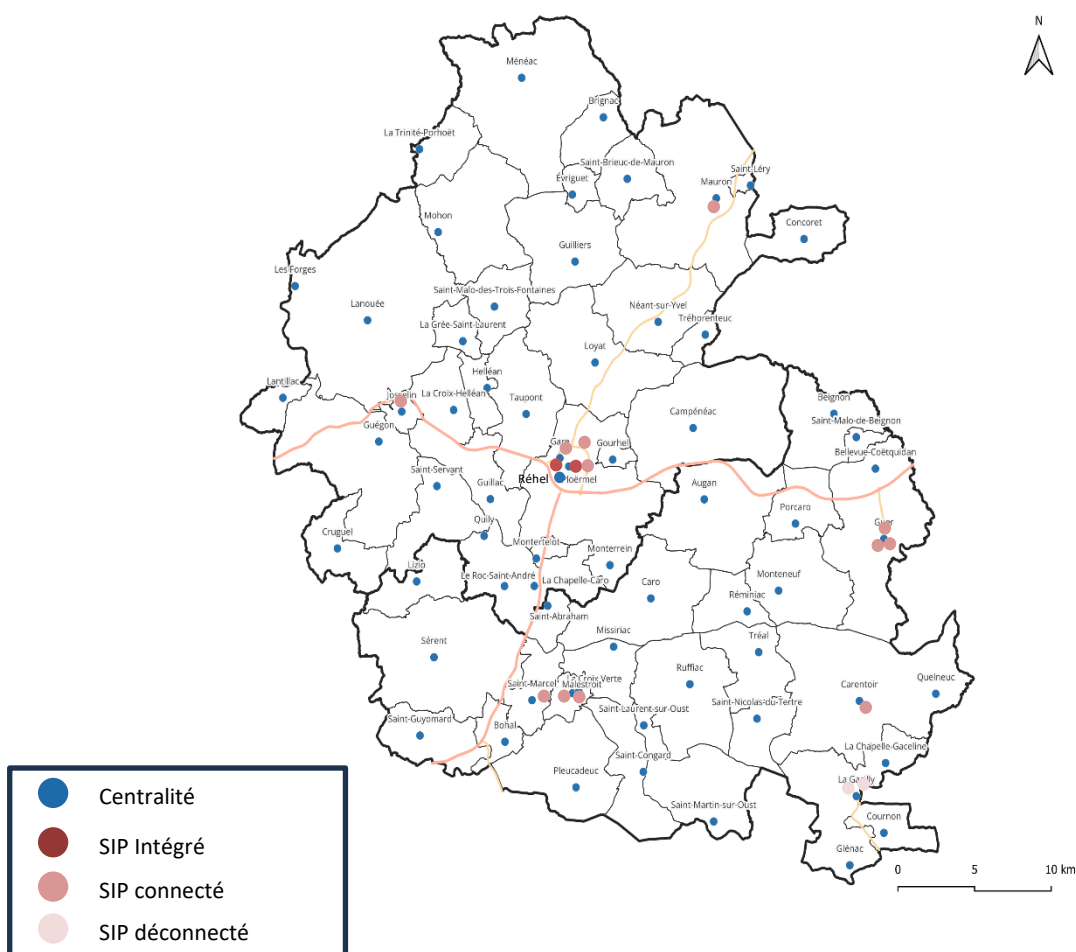 N
Ménéac
Brignac
La Trinité-Porhoët
Saint-Brieuc-de-Mauron
Saint-Léry
Évriguet
Mauron
Mohon
Concoret
Guilliers
Les Forges
Saint-Malo-des-Trois-Fontaines
Lanouée
Néant-sur-Yvel
Tréhorenteuc
La Grée-Saint-Laurent
Loyat
Helléan
Lantillac
Josselin
La Croix-Helléan
Taupont
Beignon
Campénéac
Saint-Malo-de-Beignon
Guégon
Gare
Gourhel
Bellevue-Coëtquidan
Saint-Servant
Réhel
Guillac
Augan
Porcaro
Guer
Quily
Cruguel
Montertelot
Monterrein
Lizio
Le Roc-Saint-André
La Chapelle-Caro
Caro
Monteneuf
Réminiac
Saint-Abraham
Missiriac
Tréal
Sérent
Ruffiac
Quelneuc
Saint-Marcel
Malestroit
La Croix Verte
Carentoir
Saint-Nicolas-du-Tertre
Saint-Laurent-sur-Oust
Saint-Guyomard
Bohal
La Chapelle-Gaceline
Saint-Congard
Pleucadeuc
La Gacilly
Saint-Martin-sur-Oust
Cournon
Glénac
0 5 10 km
Centralité
SIP Intégré
SIP connecté
SIP déconnecté